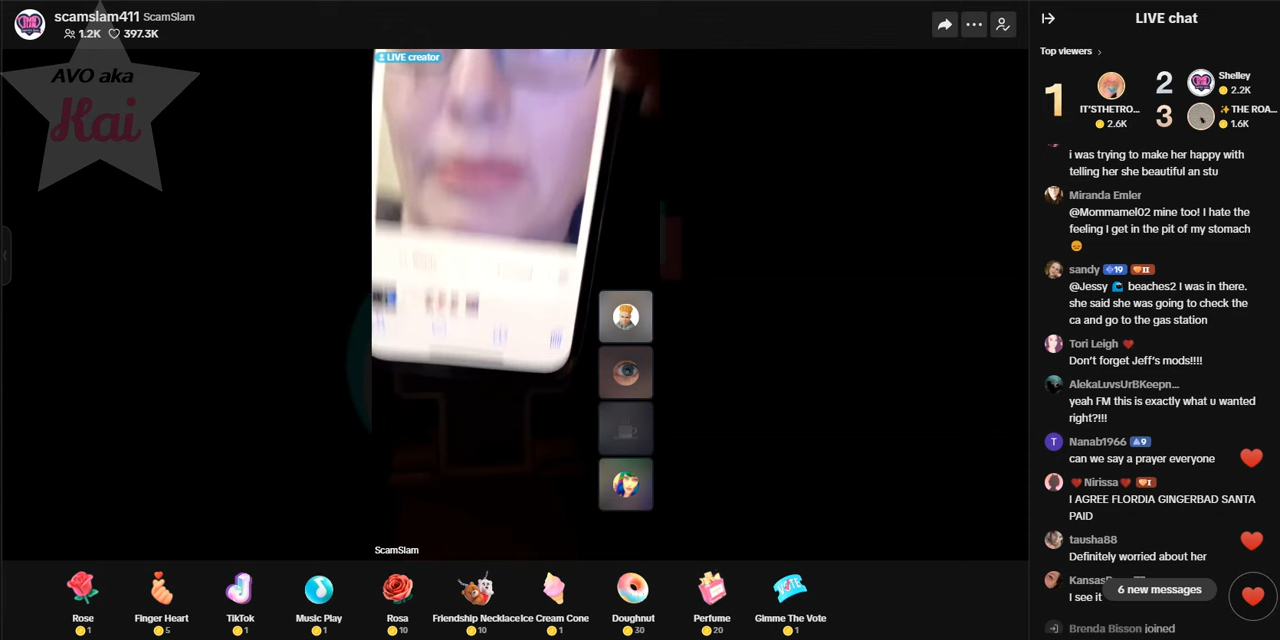 scamslam411 ScamSlam
1.2K 397.3K
AVO aka
Kai
LIVE creator
ScamSlam
Rose
1
Finger Heart
5
TikTok
1
Music Play
1
Rosa
10
Friendship Necklace
10
Ice Cream Cone
1
Doughnut
30
Perfume
20
Gimme The Vote
1
LIVE chat
Top viewers
1
IT'STHETRO...
2.6K
2
Shelley
2.2K
3
✨THE ROA...
1.6K
i was trying to make her happy with
telling her she beautiful an stu
Miranda Emler
@Mommamel02 mine too! I hate the
feeling I get in the pit of my stomach
😞
sandy 19 II
@Jessy 🌊 beaches2 I was in there.
she said she was going to check the
ca and go to the gas station
Tori Leigh ♥️
Don't forget Jeff's mods!!!!
AlekaLuvsUrBKeepn...
yeah FM this is exactly what u wanted
right?!!!
T
Nanab1966 9
can we say a prayer everyone
♥️Nirissa♥️ I
I AGREE FLORDIA GINGERBAD SANTA
PAID
tausha88
Definitely worried about her
I see it
6 new messages
Brenda Bisson joined